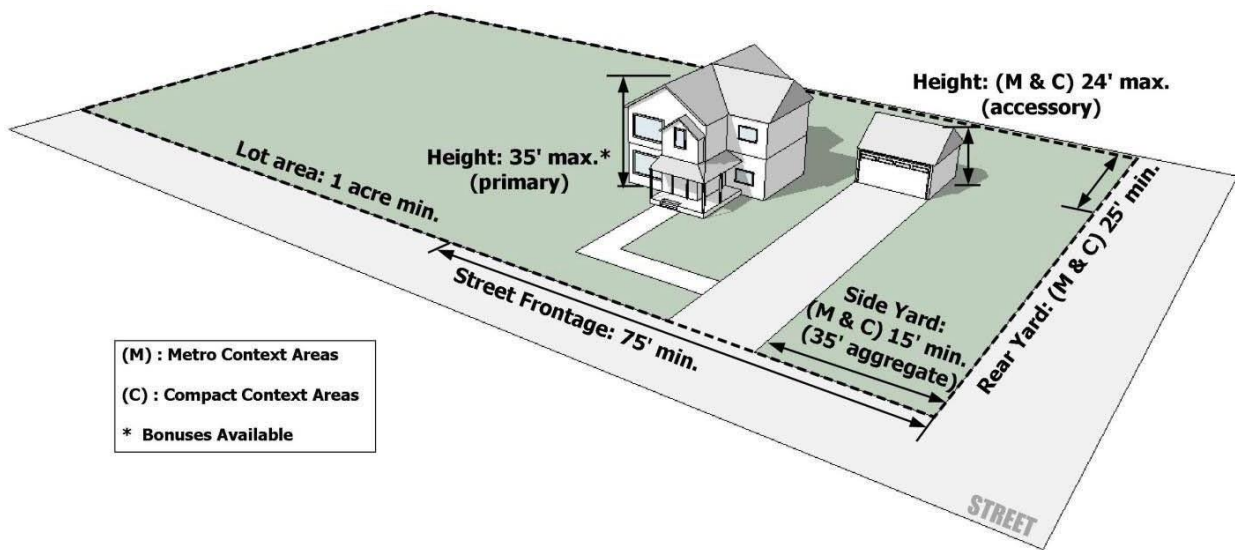 Height: (M & C) 24' max.
(accessory)
Height: 35' max.*
(primary)
Lot area: 1 acre min.
Street Frontage: 75' min.
Side Yard:
(M & C) 15' min.
(35' aggregate)
Rear Yard: (M & C) 25' min.
(M) : Metro Context Areas
(C) : Compact Context Areas
* Bonuses Available
STREET